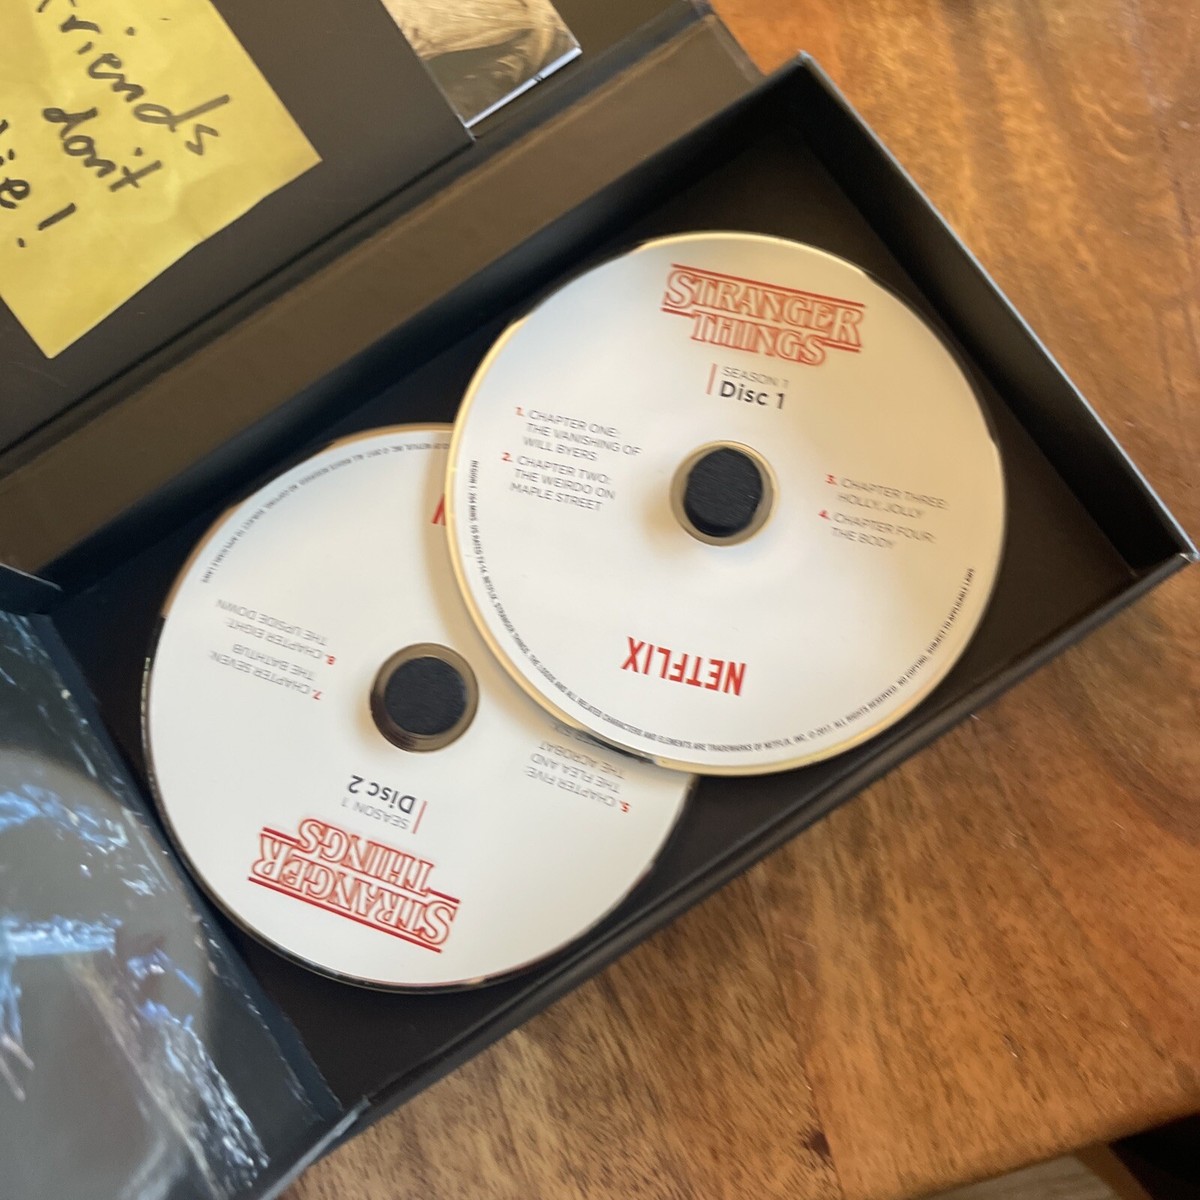 friends
don't
lie!
STRANGER
THINGS
SEASON 1
Disc 1
1. CHAPTER ONE:
THE VANISHING OF
WILL BYERS
2. CHAPTER TWO:
THE WEIRDO ON
MAPLE STREET
3. CHAPTER THREE:
HOLLY, JOLLY
4. CHAPTER FOUR:
THE BODY
NETFLIX
STRANGER
THINGS
SEASON 1
Disc 2
5. CHAPTER FIVE:
THE FLEA AND
THE ACROBAT
7. CHAPTER SEVEN:
THE BATHTUB
8. CHAPTER EIGHT:
THE UPSIDE DOWN